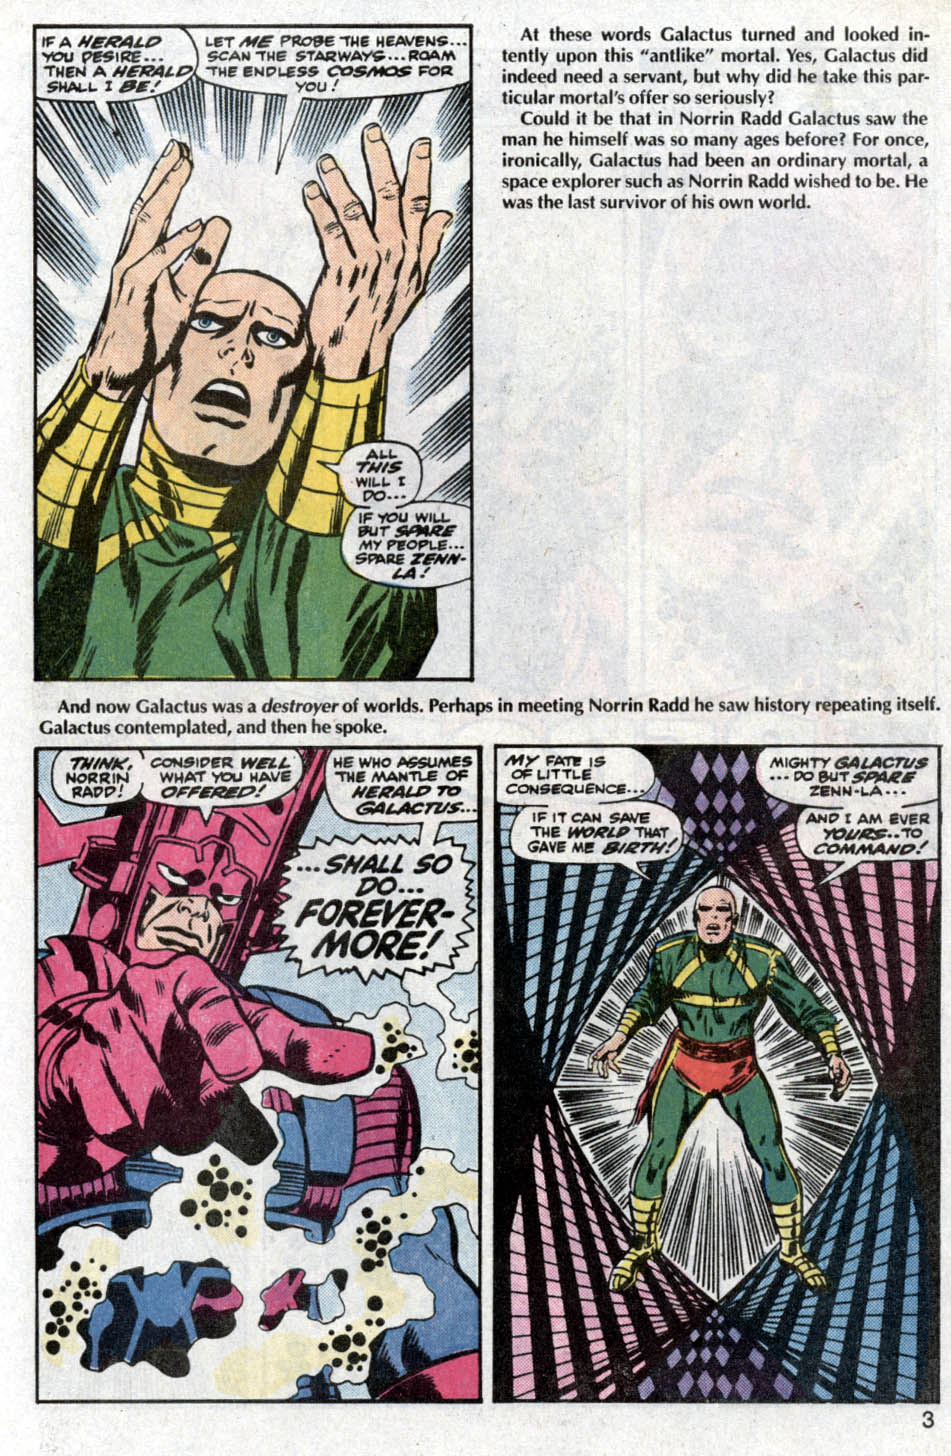 IF A HERALD
YOU DESIRE...
THEN A HERALD
SHALL I BE!
LET ME PROBE THE HEAVENS...
SCAN THE STARWAYS...ROAM
THE ENDLESS COSMOS FOR
YOU!
ALL
THIS
WILL I
DO...
IF YOU WILL
BUT SPARE
MY PEOPLE...
SPARE ZENN-
LA!
At these words Galactus turned and looked in-
tently upon this “antlike” mortal. Yes, Galactus did
indeed need a servant, but why did he take this par-
ticular mortal’s offer so seriously?
Could it be that in Norrin Radd Galactus saw the
man he himself was so many ages before? For once,
ironically, Galactus had been an ordinary mortal, a
space explorer such as Norrin Radd wished to be. He
was the last survivor of his own world.
And now Galactus was a destroyer of worlds. Perhaps in meeting Norrin Radd he saw history repeating itself.
Galactus contemplated, and then he spoke.
THINK,
NORRIN
RADD!
CONSIDER WELL
WHAT YOU HAVE
OFFERED!
HE WHO ASSUMES
THE MANTLE OF
HERALD TO
GALACTUS...
...SHALL SO
DO...
FOREVER-
MORE!
MY FATE IS
OF LITTLE
CONSEQUENCE...
IF IT CAN SAVE
THE WORLD THAT
GAVE ME BIRTH!
MIGHTY GALACTUS
...DO BUT SPARE
ZENN-LA...
AND I AM EVER
YOURS..TO
COMMAND!
3